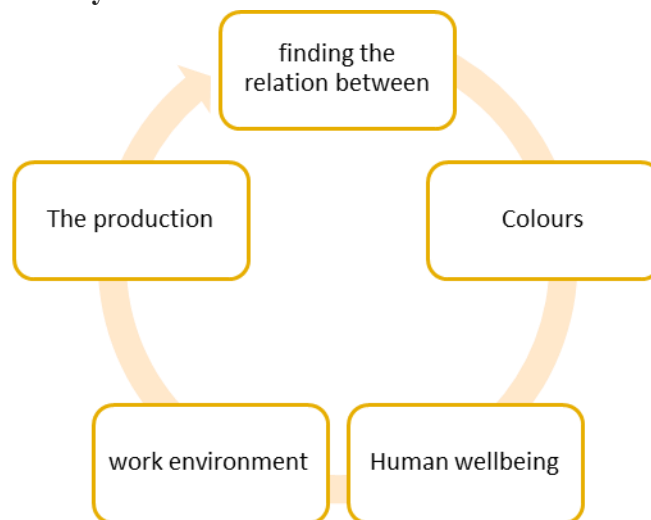 finding the
relation between
Colours
Human wellbeing
work environment
The production